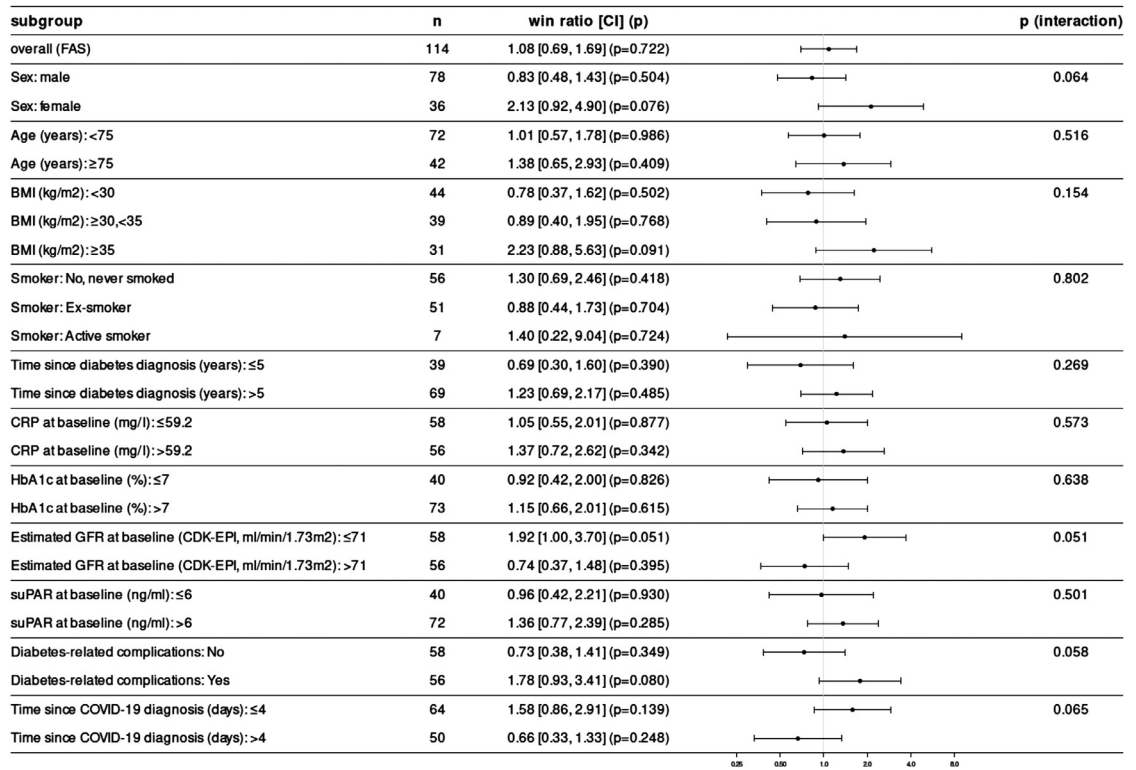 subgroup n win ratio [CI] (p) p (interaction)
overall (FAS) 114 1.08 [0.69, 1.69] (p=0.722)
Sex: male 78 0.83 [0.48, 1.43] (p=0.504) 0.064
Sex: female 36 2.13 [0.92, 4.90] (p=0.076)
Age (years): <75 72 1.01 [0.57, 1.78] (p=0.986) 0.516
Age (years): ≥75 42 1.38 [0.65, 2.93] (p=0.409)
BMI (kg/m2): <30 44 0.78 [0.37, 1.62] (p=0.502) 0.154
BMI (kg/m2): ≥30,<35 39 0.89 [0.40, 1.95] (p=0.768)
BMI (kg/m2): ≥35 31 2.23 [0.88, 5.63] (p=0.091)
Smoker: No, never smoked 56 1.30 [0.69, 2.46] (p=0.418) 0.802
Smoker: Ex-smoker 51 0.88 [0.44, 1.73] (p=0.704)
Smoker: Active smoker 7 1.40 [0.22, 9.04] (p=0.724)
Time since diabetes diagnosis (years): ≤5 39 0.69 [0.30, 1.60] (p=0.390) 0.269
Time since diabetes diagnosis (years): >5 69 1.23 [0.69, 2.17] (p=0.485)
CRP at baseline (mg/l): ≤59.2 58 1.05 [0.55, 2.01] (p=0.877) 0.573
CRP at baseline (mg/l): >59.2 56 1.37 [0.72, 2.62] (p=0.342)
HbA1c at baseline (%): ≤7 40 0.92 [0.42, 2.00] (p=0.826) 0.638
HbA1c at baseline (%): >7 73 1.15 [0.66, 2.01] (p=0.615)
Estimated GFR at baseline (CDK-EPI, ml/min/1.73m2): ≤71 58 1.92 [1.00, 3.70] (p=0.051) 0.051
Estimated GFR at baseline (CDK-EPI, ml/min/1.73m2): >71 56 0.74 [0.37, 1.48] (p=0.395)
suPAR at baseline (ng/ml): ≤6 40 0.96 [0.42, 2.21] (p=0.930) 0.501
suPAR at baseline (ng/ml): >6 72 1.36 [0.77, 2.39] (p=0.285)
Diabetes-related complications: No 58 0.73 [0.38, 1.41] (p=0.349) 0.058
Diabetes-related complications: Yes 56 1.78 [0.93, 3.41] (p=0.080)
Time since COVID-19 diagnosis (days): ≤4 64 1.58 [0.86, 2.91] (p=0.139) 0.065
Time since COVID-19 diagnosis (days): >4 50 0.66 [0.33, 1.33] (p=0.248)
0.25 0.50 1.0 2.0 4.0 8.0